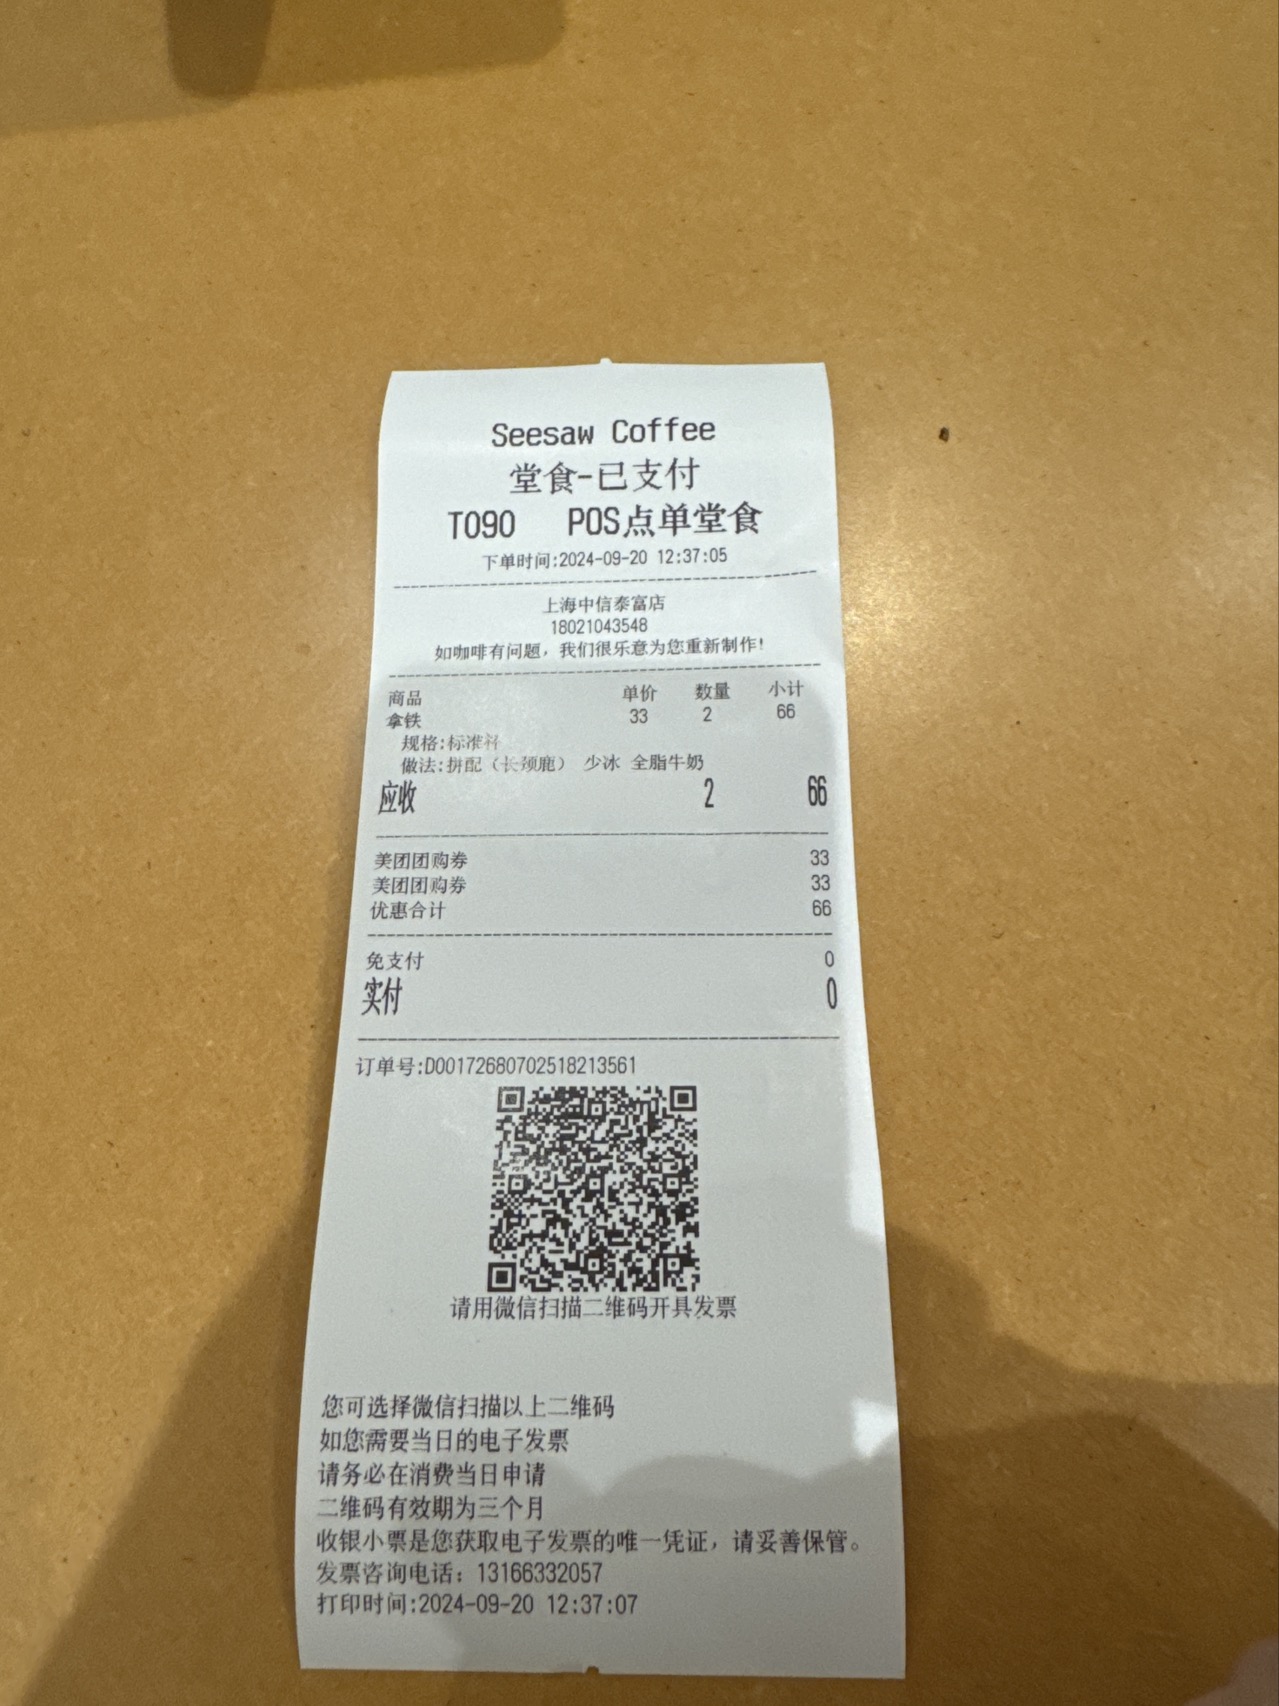 Seesaw Coffee
堂食-已支付
T090 POS点单堂食
下单时间:2024-09-20 12:37:05
上海中信泰富店
18021043548
如咖啡有问题，我们很乐意为您重新制作!
商品 单价 数量 小计
拿铁 33 2 66
规格:标准杯
做法:拼配（长颈鹿） 少冰 全脂牛奶
应收 2 66
美团团购券 33
美团团购券 33
优惠合计 66
免支付 0
实付 0
订单号:D00172680702518213561
请用微信扫描二维码开具发票
您可选择微信扫描以上二维码
如您需要当日的电子发票
请务必在消费当日申请
二维码有效期为三个月
收银小票是您获取电子发票的唯一凭证，请妥善保管。
发票咨询电话：13166332057
打印时间:2024-09-20 12:37:07